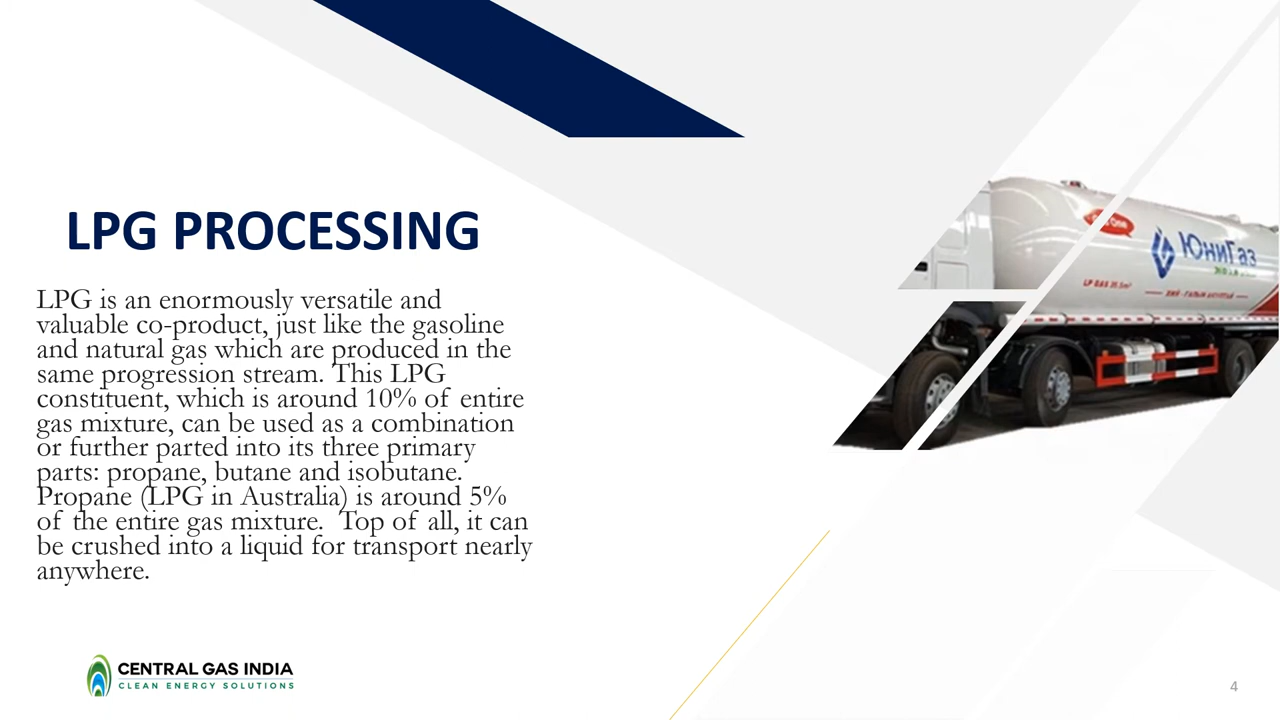 LPG PROCESSING
LPG is an enormously versatile and
valuable co-product, just like the gasoline
and natural gas which are produced in the
same progression stream. This LPG
constituent, which is around 10% of entire
gas mixture, can be used as a combination
or further parted into its three primary
parts: propane, butane and isobutane.
Propane (LPG in Australia) is around 5%
of the entire gas mixture. Top of all, it can
be crushed into a liquid for transport nearly
anywhere.
ЮниГаз
LP GAS
CENTRAL GAS INDIA
CLEAN ENERGY SOLUTIONS
4